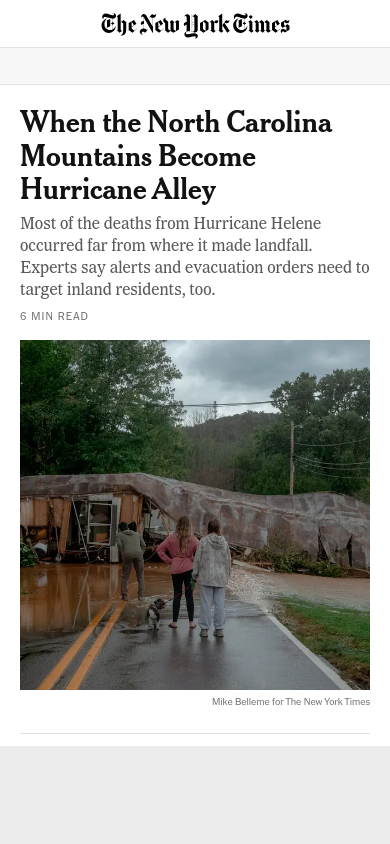 The New York Times
When the North Carolina
Mountains Become
Hurricane Alley
Most of the deaths from Hurricane Helene
occurred far from where it made landfall.
Experts say alerts and evacuation orders need to
target inland residents, too.
6 MIN READ
Mike Belleme for The New York Times